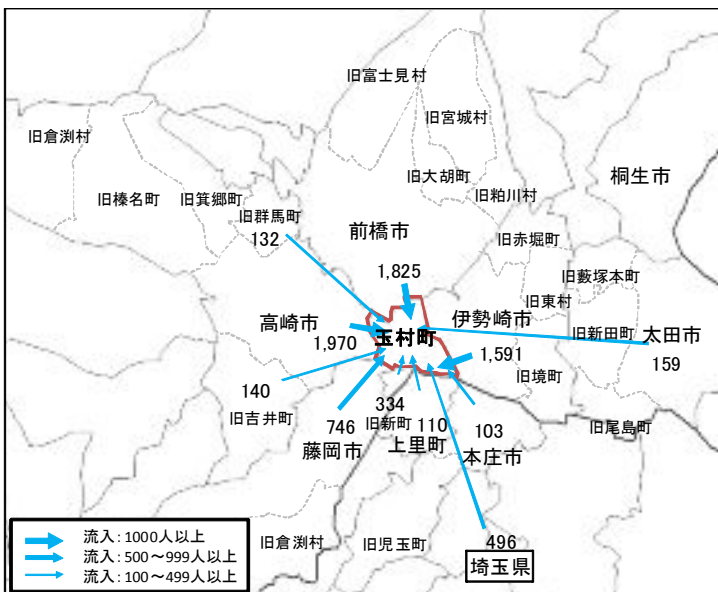 旧富士見村
旧宮城村
旧倉渕村
旧大胡町
桐生市
旧榛名町
旧箕郷町
旧粕川村
旧群馬町
132
前橋市
旧赤堀町
1,825
旧藪塚本町
旧東村
高崎市
玉村町
伊勢崎市
旧新田町
太田市
1,970
1,591
159
140
旧境町
334
旧吉井町
746
旧新町
110
103
旧尾島町
藤岡市
上里町
本庄市
流入：1000人以上
流入：500～999人以上
流入：100～499人以上
旧倉渕村
旧児玉町
496
埼玉県